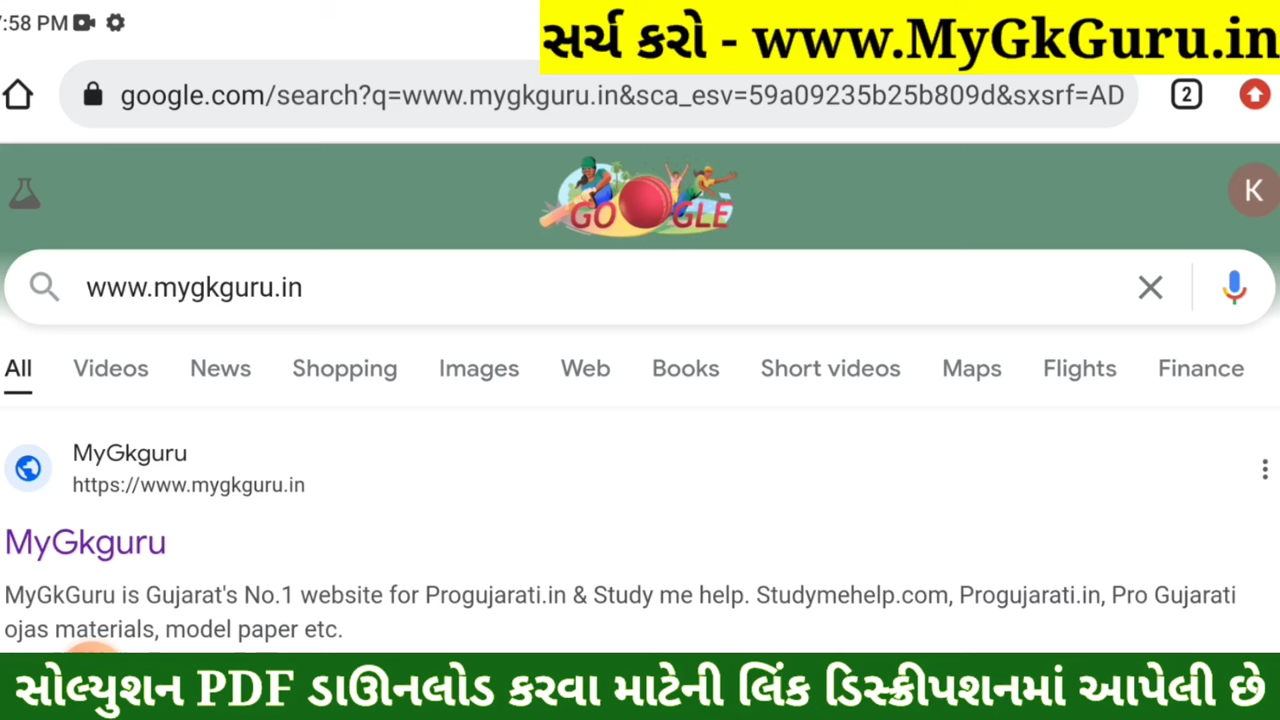 :58 PM
સર્ચ કરો - www.MyGkGuru.in
google.com/search?q=www.mygkguru.in&sca_esv=59a09235b25b809d&sxsrf=AD
2
GOOGLE
K
www.mygkguru.in
All Videos News Shopping Images Web Books Short videos Maps Flights Finance
MyGkguru
https://www.mygkguru.in
MyGkguru
MyGkGuru is Gujarat's No.1 website for Progujarati.in & Study me help. Studymehelp.com, Progujarati.in, Pro Gujarati
ojas materials, model paper etc.
સોલ્યુશન PDF ડાઊનલોડ કરવા માટેની લિંક ડિસ્ક્રીપશનમાં આપેલી છે